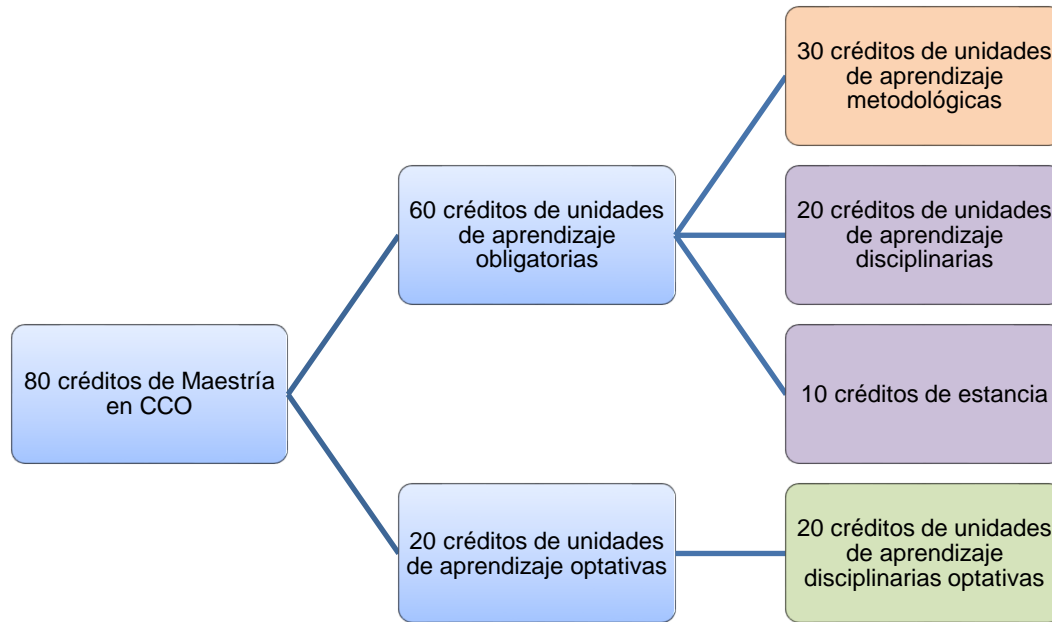 30 créditos de unidades
de aprendizaje
metodológicas
60 créditos de unidades
de aprendizaje
obligatorias
20 créditos de unidades
de aprendizaje
disciplinarias
80 créditos de Maestría
en CCO
10 créditos de estancia
20 créditos de unidades
de aprendizaje optativas
20 créditos de unidades
de aprendizaje
disciplinarias optativas